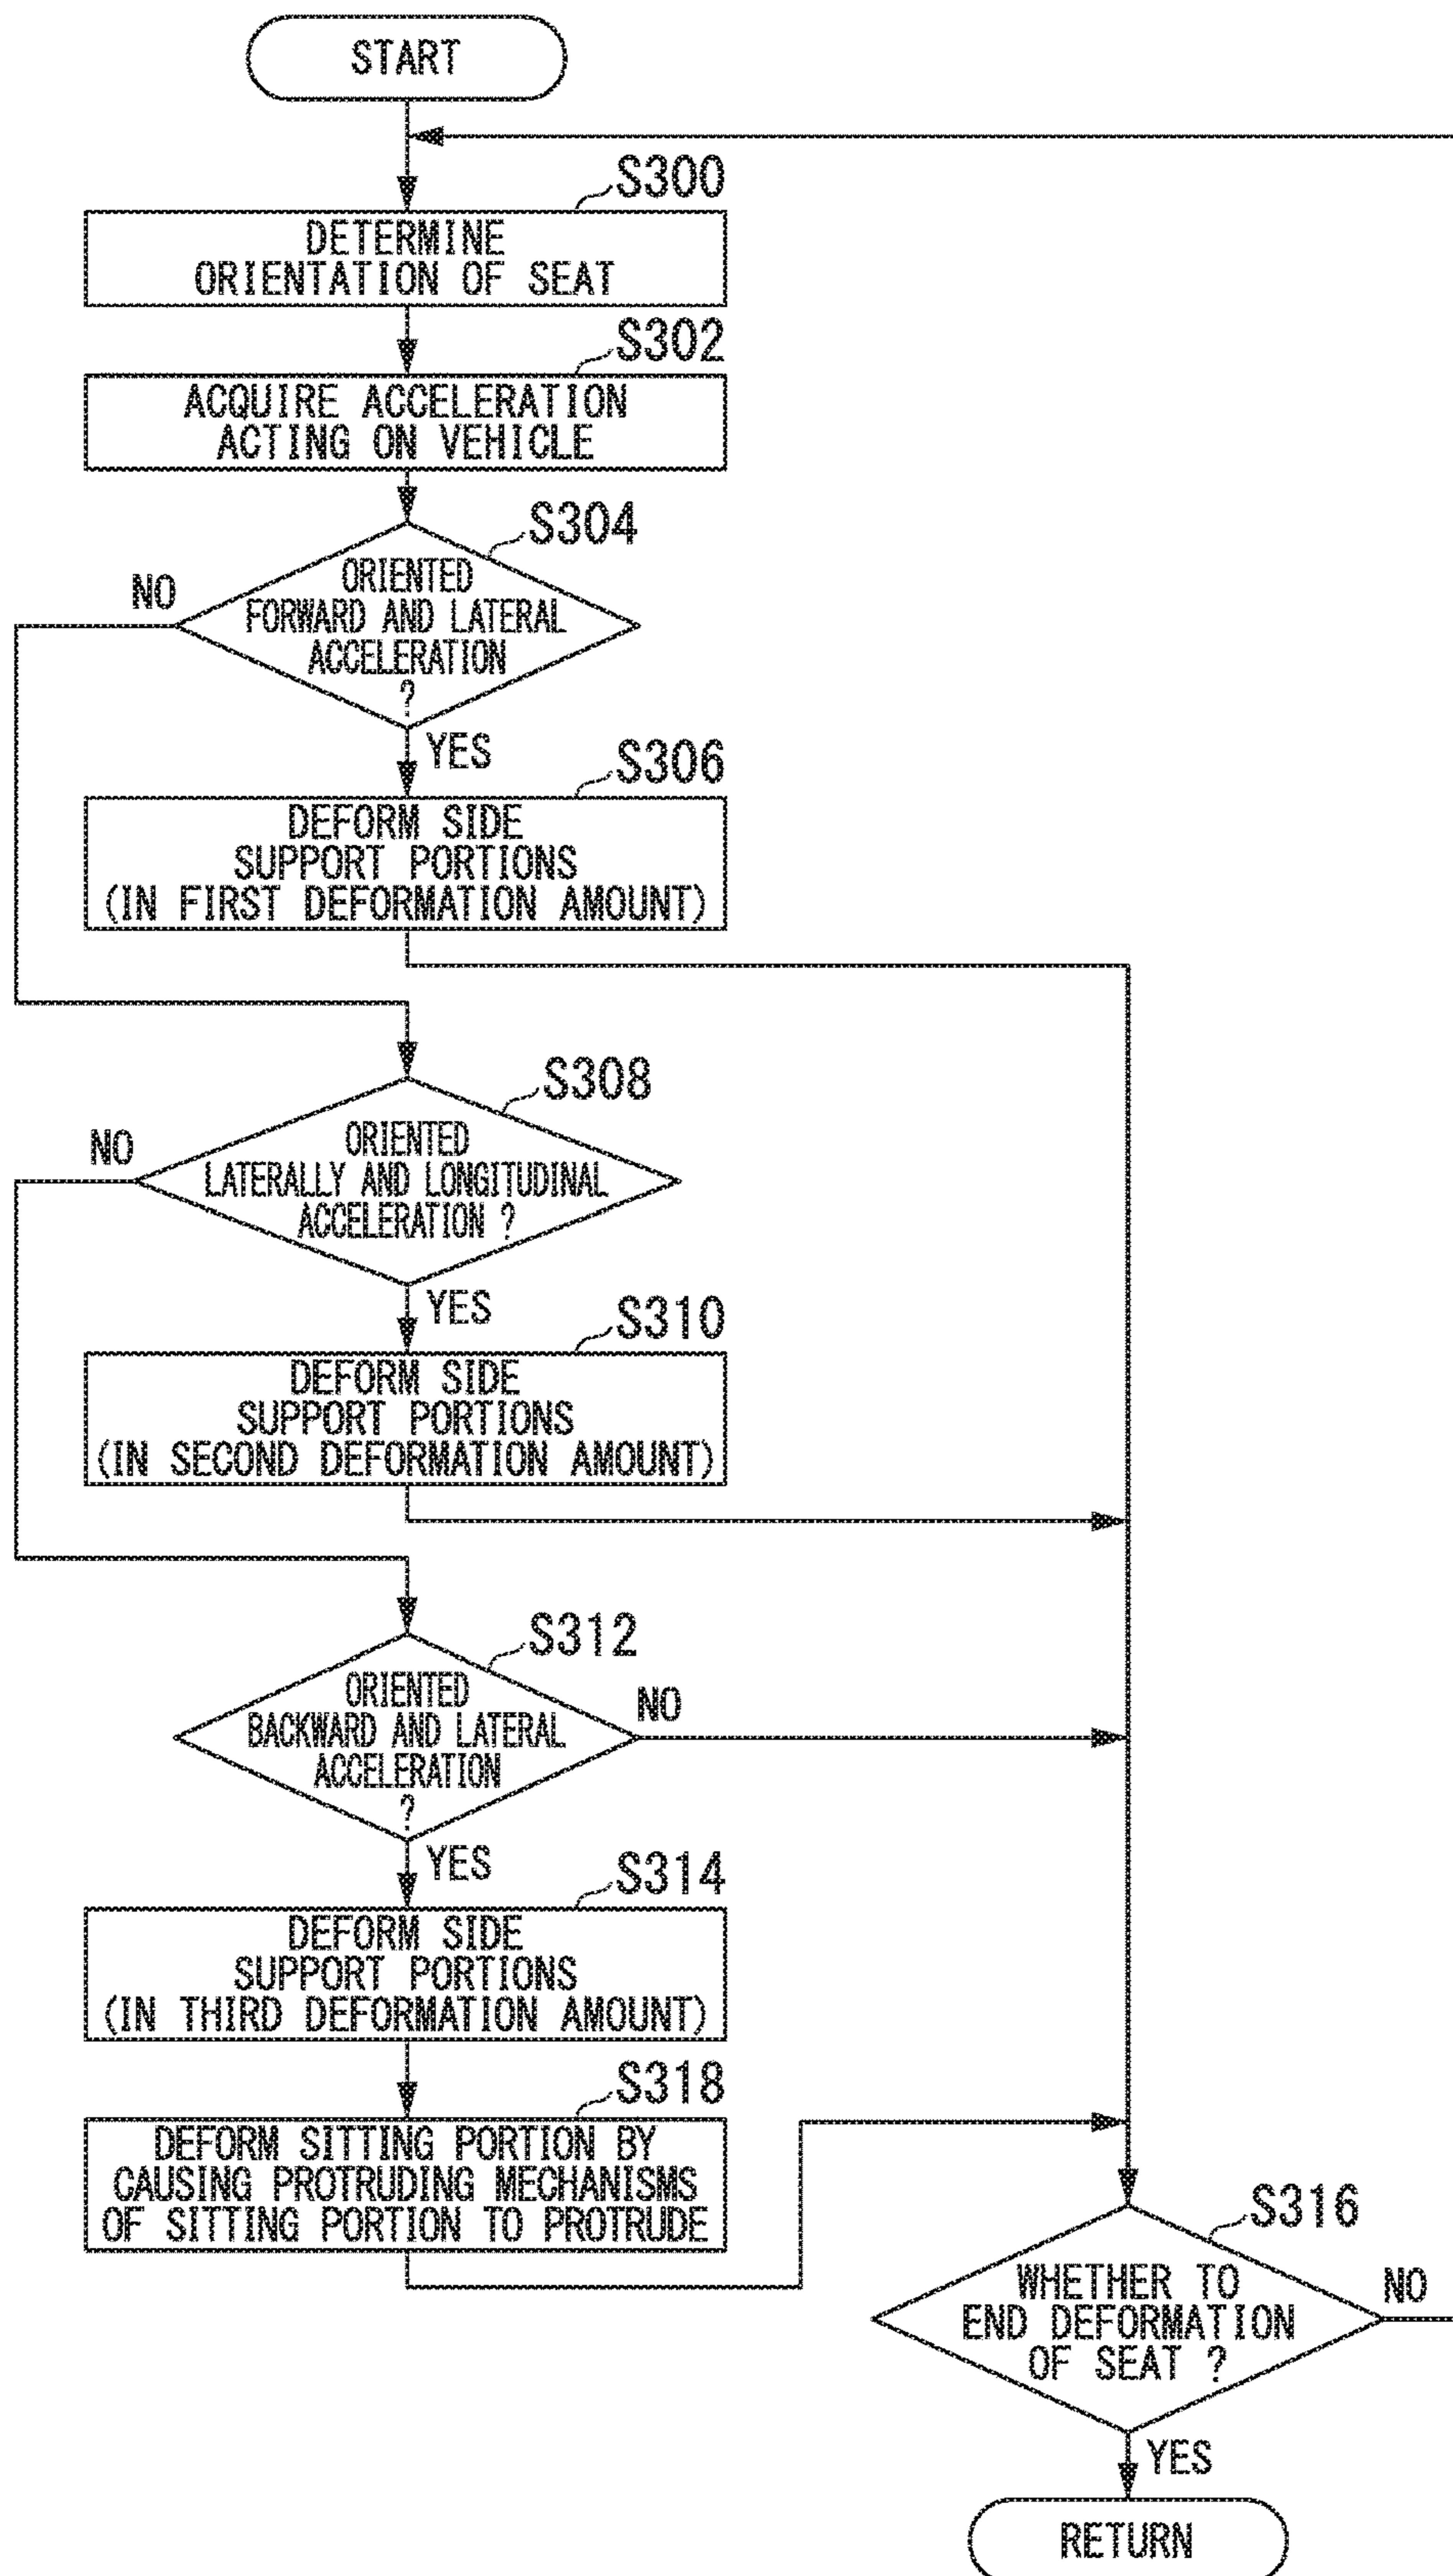 START
S300
DETERMINE
ORIENTATION OF SEAT
S302
ACQUIRE ACCELERATION
ACTING ON VEHICLE
S304
NO
ORIENTED
FORWARD AND LATERAL
ACCELERATION
?
YES
S306
DEFORM SIDE
SUPPORT PORTIONS
(IN FIRST DEFORMATION AMOUNT)
S308
NO
ORIENTED
LATERALLY AND LONGITUDINAL
ACCELERATION ?
YES
S310
DEFORM SIDE
SUPPORT PORTIONS
(IN SECOND DEFORMATION AMOUNT)
S312
ORIENTED
BACKWARD AND LATERAL
ACCELERATION
?
NO
YES
S314
DEFORM SIDE
SUPPORT PORTIONS
(IN THIRD DEFORMATION AMOUNT)
S318
DEFORM SITTING PORTION BY
CAUSING PROTRUDING MECHANISMS
OF SITTING PORTION TO PROTRUDE
S316
WHETHER TO
END DEFORMATION
OF SEAT ?
NO
YES
RETURN